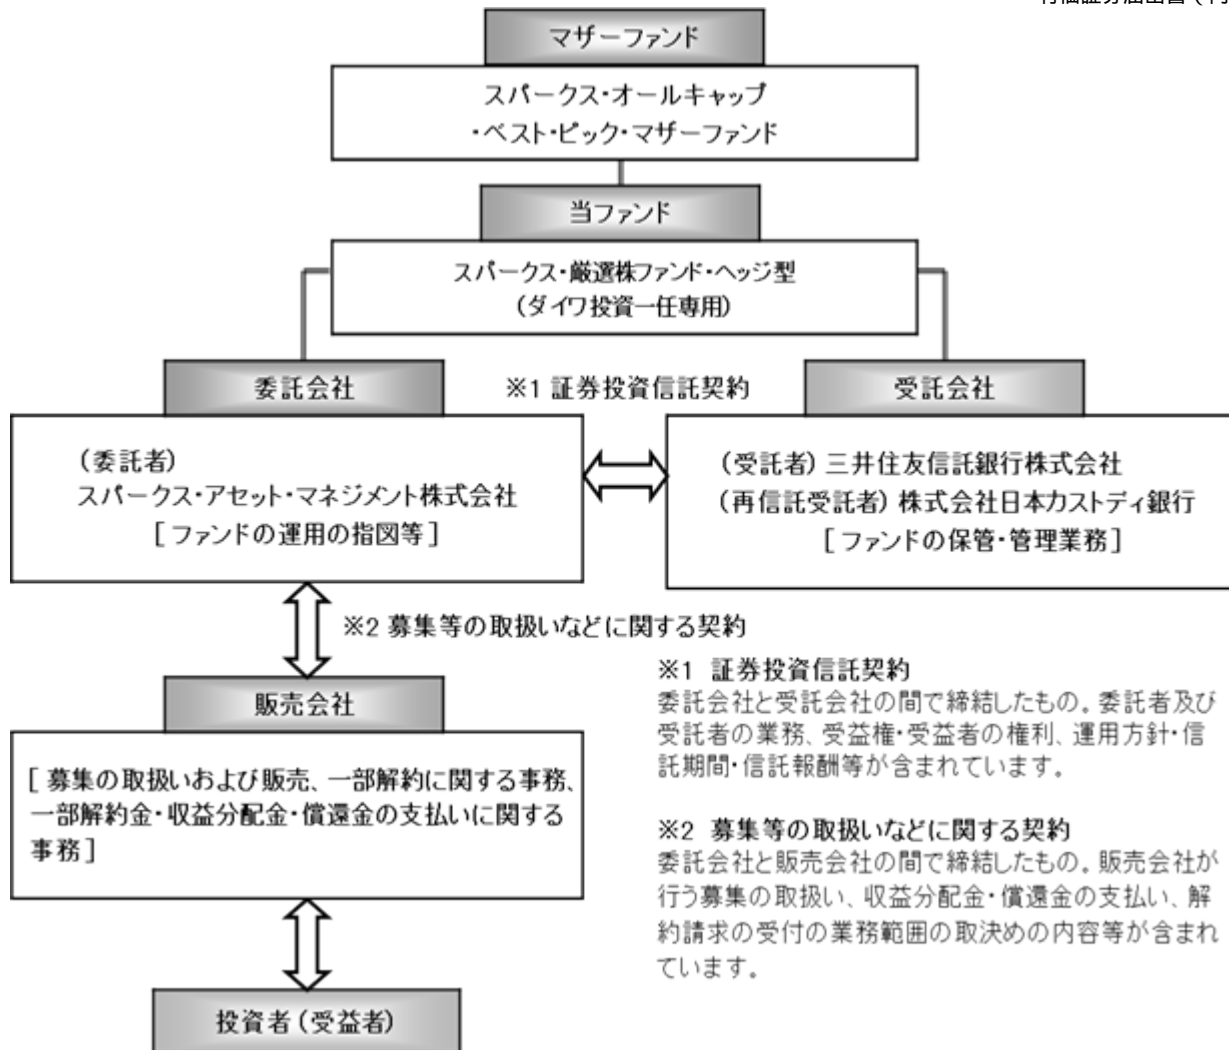 マザーファンド
スパークス・オールキャップ
・ベスト・ピック・マザーファンド
当ファンド
スパークス・厳選株ファンド・ヘッジ型
(ダイワ投資一任専用)
委託会社
※1 証券投資信託契約
受託会社
(委託者)
スパークス・アセット・マネジメント株式会社
[ファンドの運用の指図等]
(受託者) 三井住友信託銀行株式会社
(再信託受託者) 株式会社日本カストディ銀行
[ファンドの保管・管理業務]
※2 募集等の取扱いなどに関する契約
販売会社
[募集の取扱いおよび販売、一部解約に関する事務、
一部解約金・収益分配金・償還金の支払いに関する
事務]
投資者(受益者)
※1 証券投資信託契約
委託会社と受託会社の間で締結したもの。委託者及び
受託者の業務、受益権・受益者の権利、運用方針・信
託期間・信託報酬等が含まれています。
※2 募集等の取扱いなどに関する契約
委託会社と販売会社の間で締結したもの。販売会社が
行う募集の取扱い、収益分配金・償還金の支払い、解
約請求の受付の業務範囲の取決めの内容等が含まれ
ています。